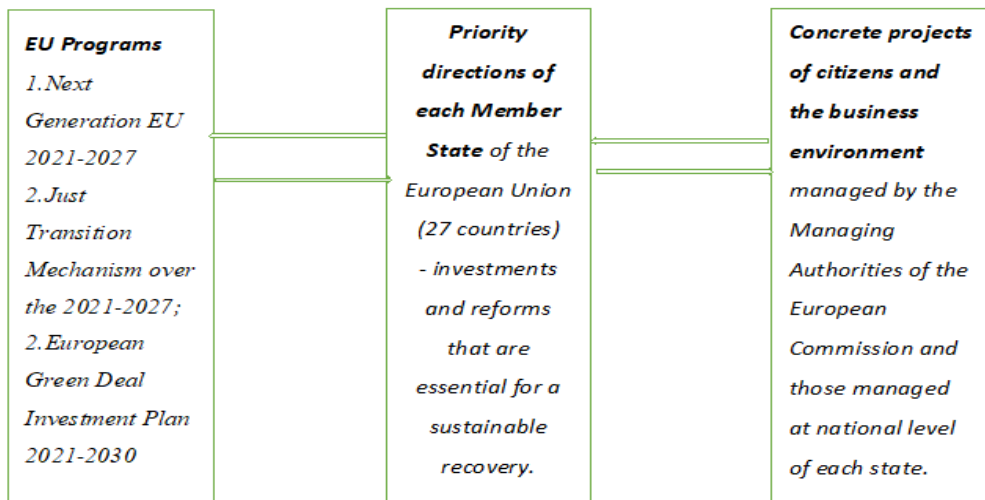 EU Programs
1.Next
Generation EU
2021-2027
2.Just
Transition
Mechanism over
the 2021-2027;
2.European
Green Deal
Investment Plan
2021-2030
Priority
directions of
each Member
State of the
European Union
(27 countries)
- investments
and reforms
that are
essential for a
sustainable
recovery.
Concrete projects
of citizens and
the business
environment
managed by the
Managing
Authorities of the
European
Commission and
those managed
at national level
of each state.